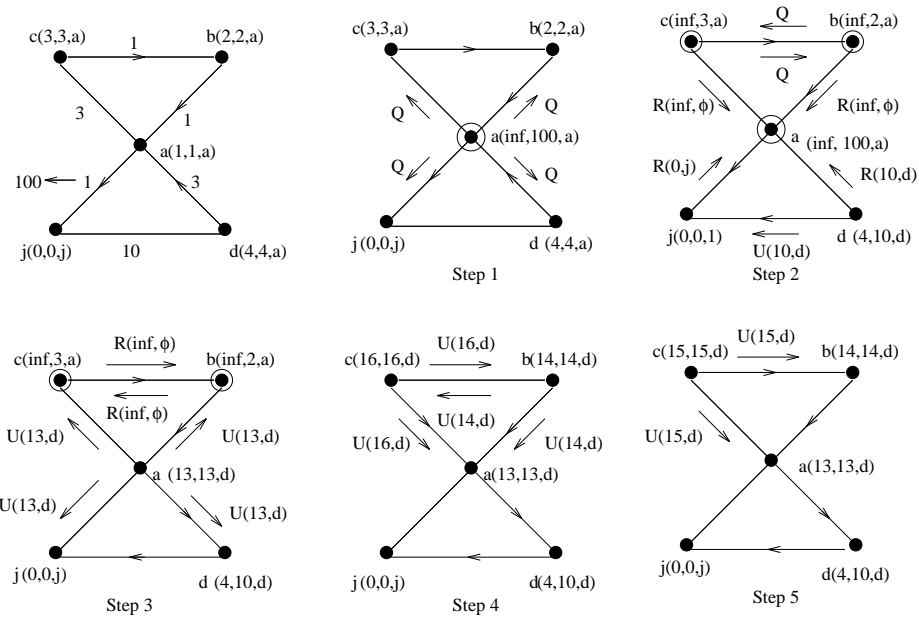 c(3,3,a)
1
b(2,2,a)
3
1
a(1,1,a)
100
1
3
j(0,0,j)
10
d(4,4,a)
c(3,3,a)
b(2,2,a)
Q
Q
a(inf,100,a)
Q
Q
j(0,0,j)
d (4,4,a)
Step 1
c(inf,3,a)
Q
b(inf,2,a)
Q
R(inf,ϕ)
R(inf,ϕ)
a
(inf, 100,a)
R(0,j)
R(10,d)
j(0,0,1)
d (4,10,d)
U(10,d)
Step 2
R(inf,ϕ)
c(inf,3,a)
b(inf,2,a)
R(inf,ϕ)
U(13,d)
U(13,d)
a (13,13,d)
U(13,d)
U(13,d)
j(0,0,j)
d (4,10,d)
Step 3
c(16,16,d)
U(16,d)
b(14,14,d)
U(14,d)
U(16,d)
U(14,d)
a(13,13,d)
j(0,0,j)
d(4,10,d)
Step 4
U(15,d)
c(15,15,d)
b(14,14,d)
U(15,d)
a(13,13,d)
j(0,0,j)
d(4,10,d)
Step 5